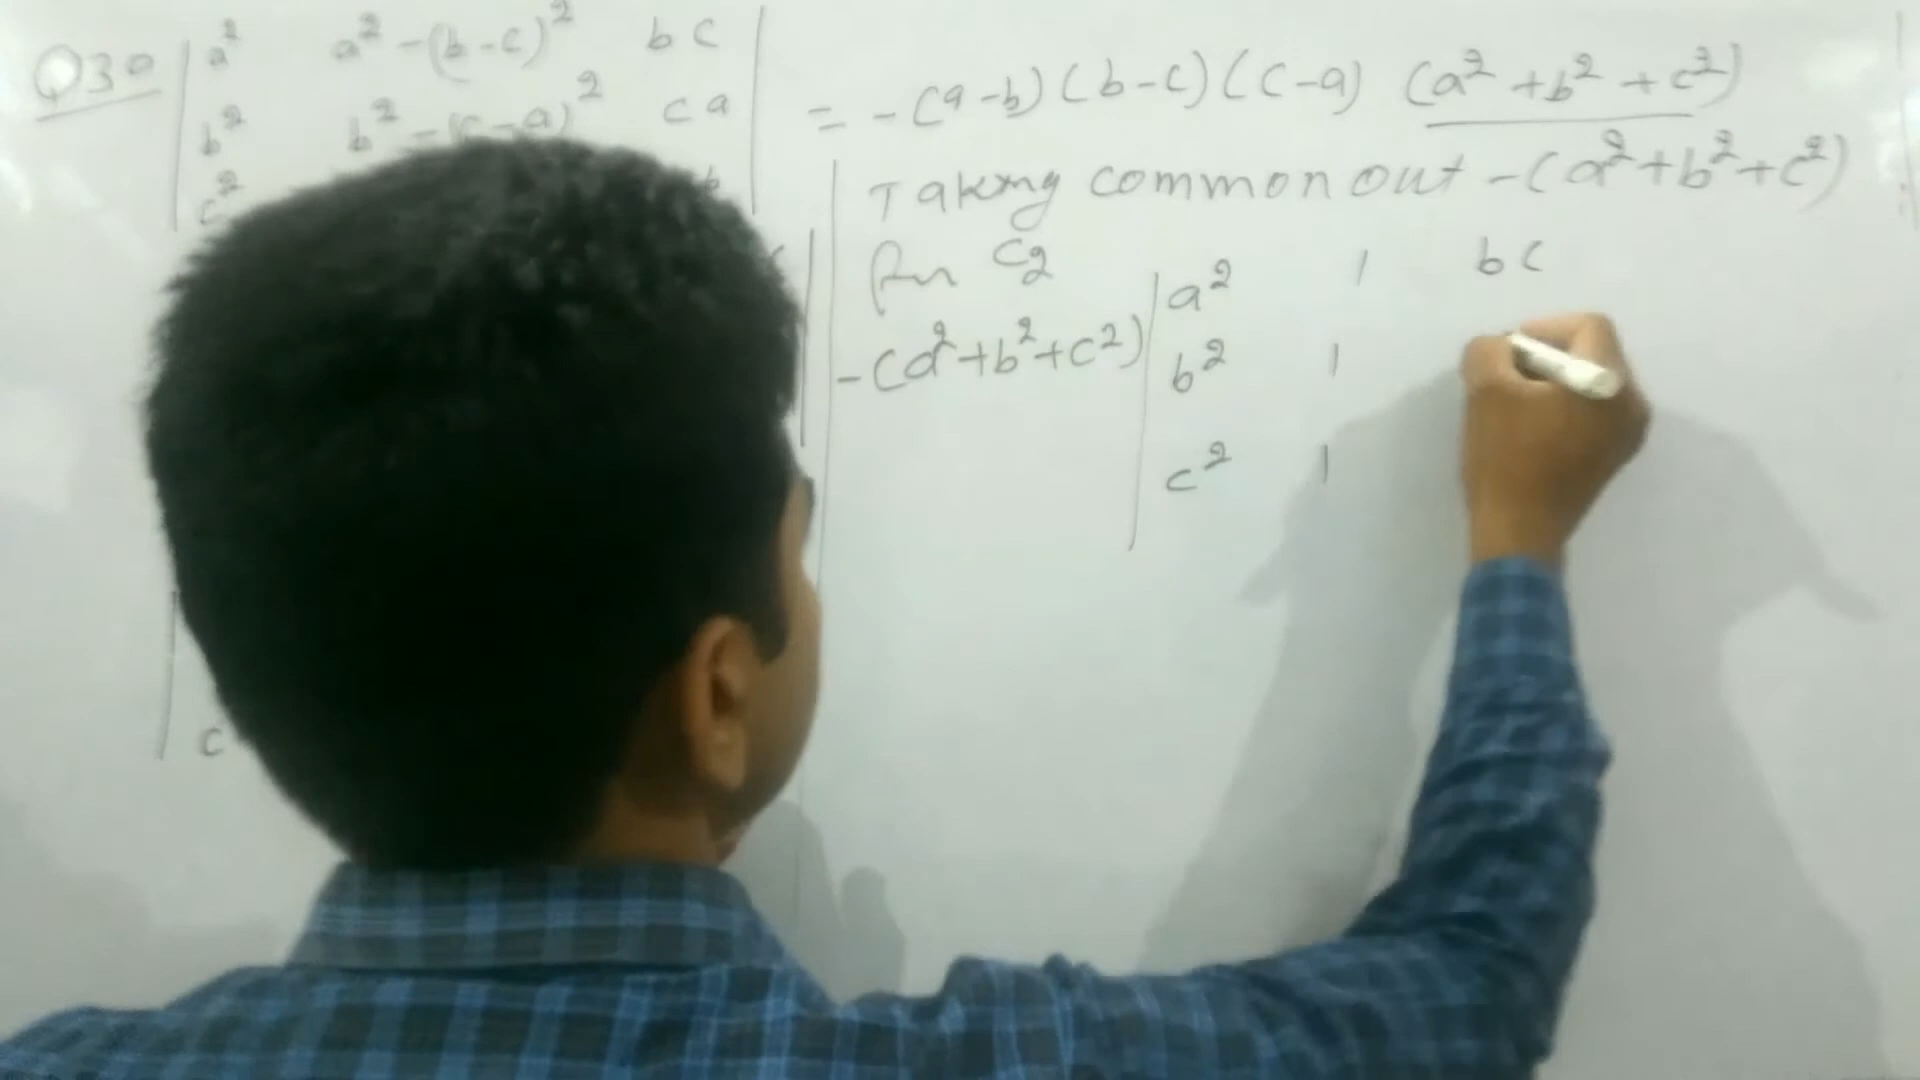 Q30 | a² a²-(b-c)² bc |
| b² b²-(c-a)² ca | = -(a-b)(b-c)(c-a) (a²+b²+c²)
c² b
Taking common out -(a²+b²+c²)
C2
| a² 1 bc
-(a²+b²+c²) | b² 1
| c² 1
c